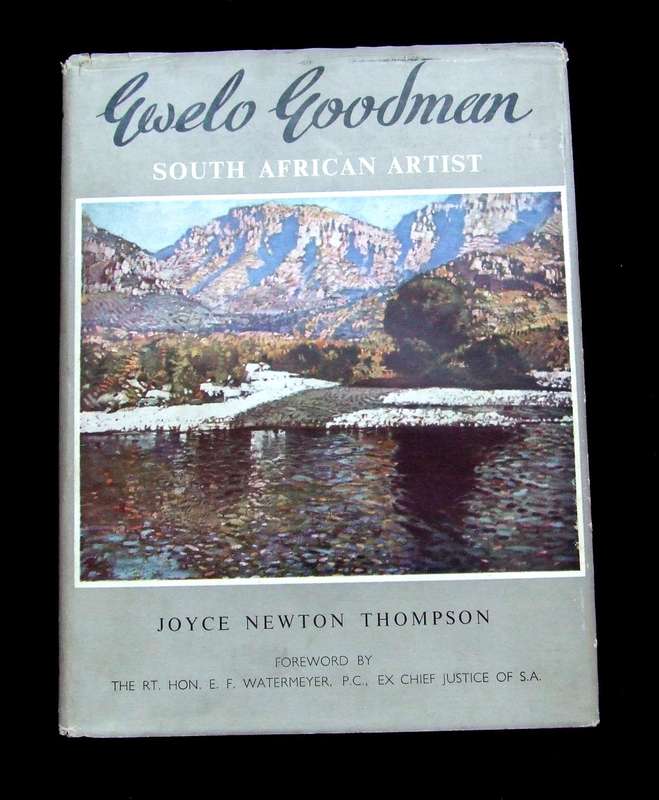 Gwelo Goodman
SOUTH AFRICAN ARTIST
JOYCE NEWTON THOMPSON
FOREWORD BY
THE RT. HON. E. F. WATERMEYER, P.C., EX CHIEF JUSTICE OF S.A.